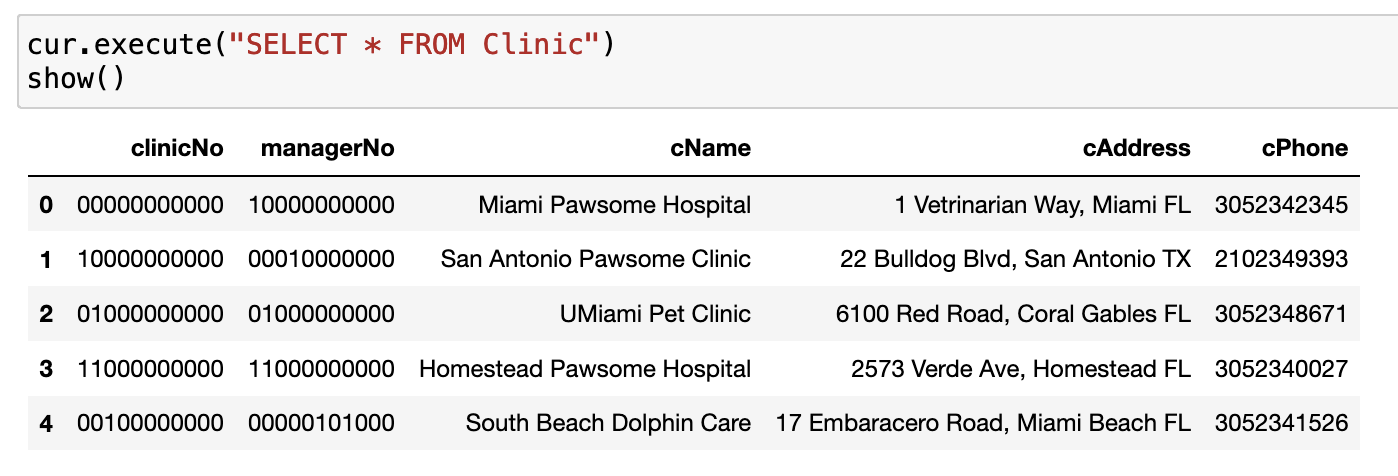 cur.execute("SELECT * FROM Clinic")
show()
clinicNo managerNo cName cAddress cPhone
0 00000000000 10000000000 Miami Pawsome Hospital 1 Vetrinarian Way, Miami FL 3052342345
1 10000000000 00010000000 San Antonio Pawsome Clinic 22 Bulldog Blvd, San Antonio TX 2102349393
2 01000000000 01000000000 UMiami Pet Clinic 6100 Red Road, Coral Gables FL 3052348671
3 11000000000 11000000000 Homestead Pawsome Hospital 2573 Verde Ave, Homestead FL 3052340027
4 00100000000 00000101000 South Beach Dolphin Care 17 Embaracero Road, Miami Beach FL 3052341526